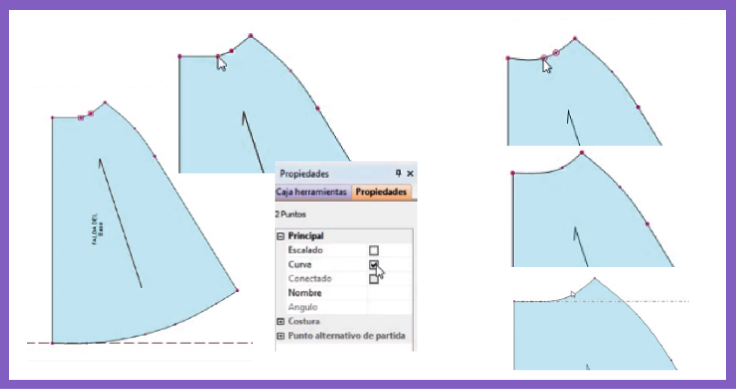 FALDA DEL
Base
Propiedades
Caja herramientas Propiedades
2 Puntos
Principal
Escalado
Curva
Conectado
Nombre
Angulo
Costura
Punto alternativo de partida